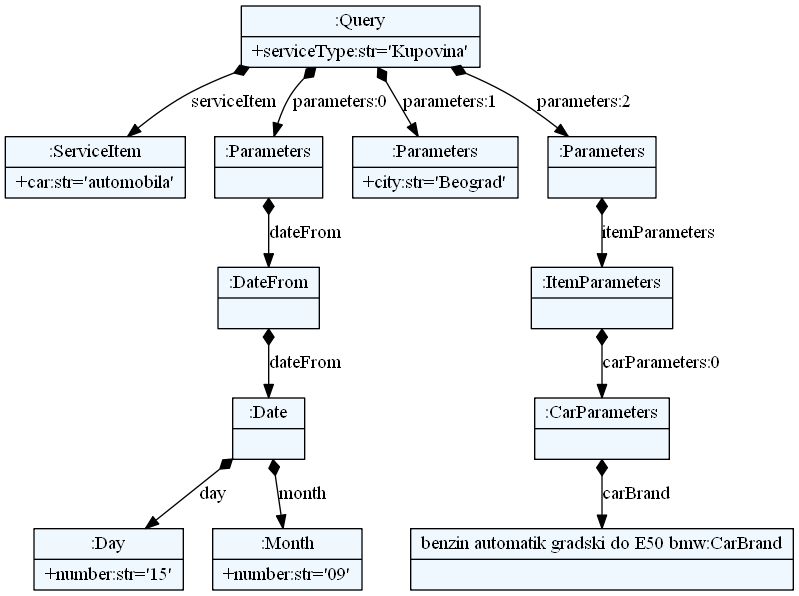 :Query
+serviceType:str='Kupovina'
serviceItem
parameters:0
parameters:1
parameters:2
:ServiceItem
+car:str='automobila'
:Parameters
:Parameters
+city:str='Beograd'
:Parameters
dateFrom
itemParameters
:DateFrom
:ItemParameters
dateFrom
carParameters:0
:Date
:CarParameters
day
month
carBrand
:Day
+number:str='15'
:Month
+number:str='09'
benzin automatik gradski do E50 bmw:CarBrand